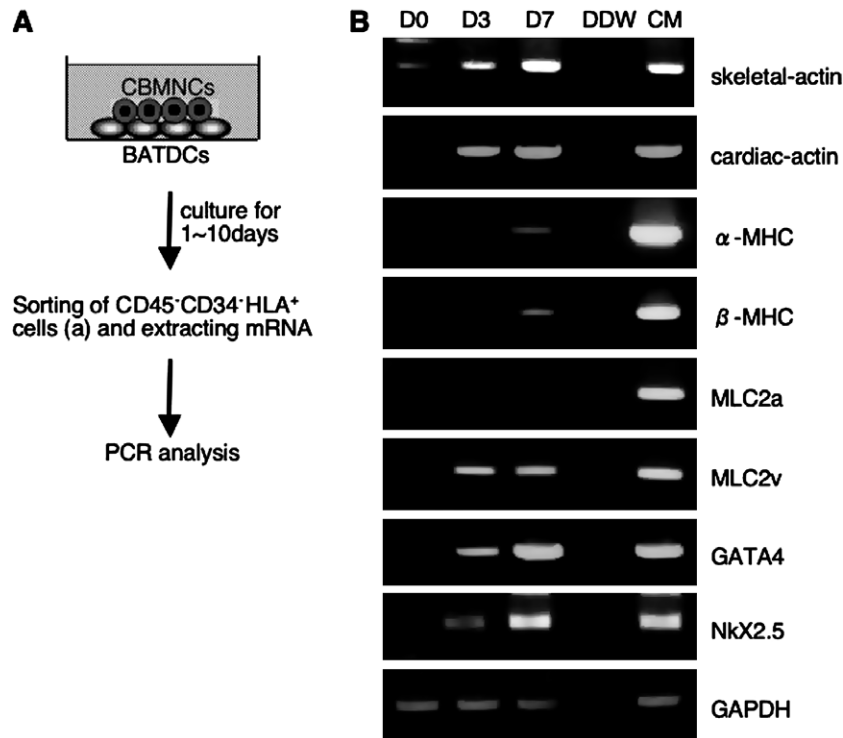 A
CBMNCs
BATDCs
culture for
1~10days
Sorting of CD45⁻CD34⁻HLA⁺
cells (a) and extracting mRNA
PCR analysis
B
D0 D3 D7 DDW CM
skeletal-actin
cardiac-actin
α-MHC
β-MHC
MLC2a
MLC2v
GATA4
NkX2.5
GAPDH